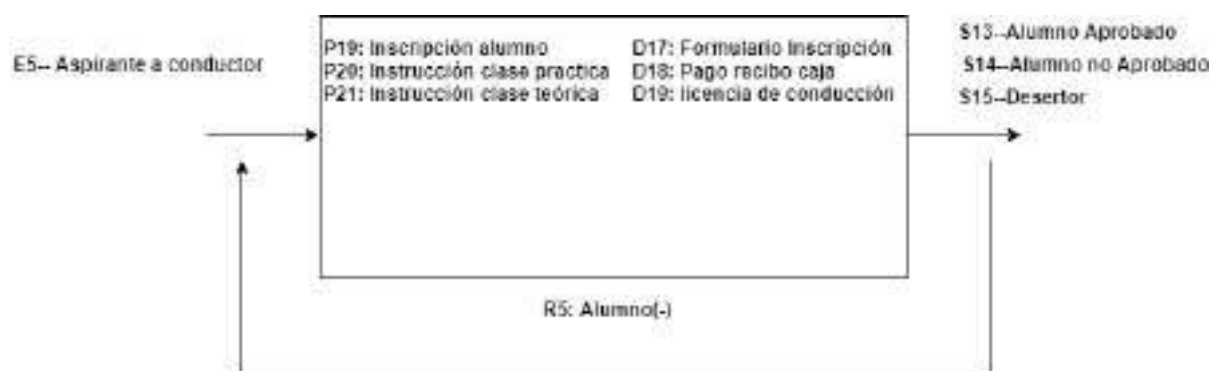 E5-- Aspirante a conductor
P19: Inscripción alumno
P20: Instrucción clase practica
P21: Instrucción clase teórica
D17: Formulario Inscripción
D18: Pago recibo caja
D19: licencia de conducción
S13--Alumno Aprobado
S14--Alumno no Aprobado
S15--Desertor
R5: Alumno(-)